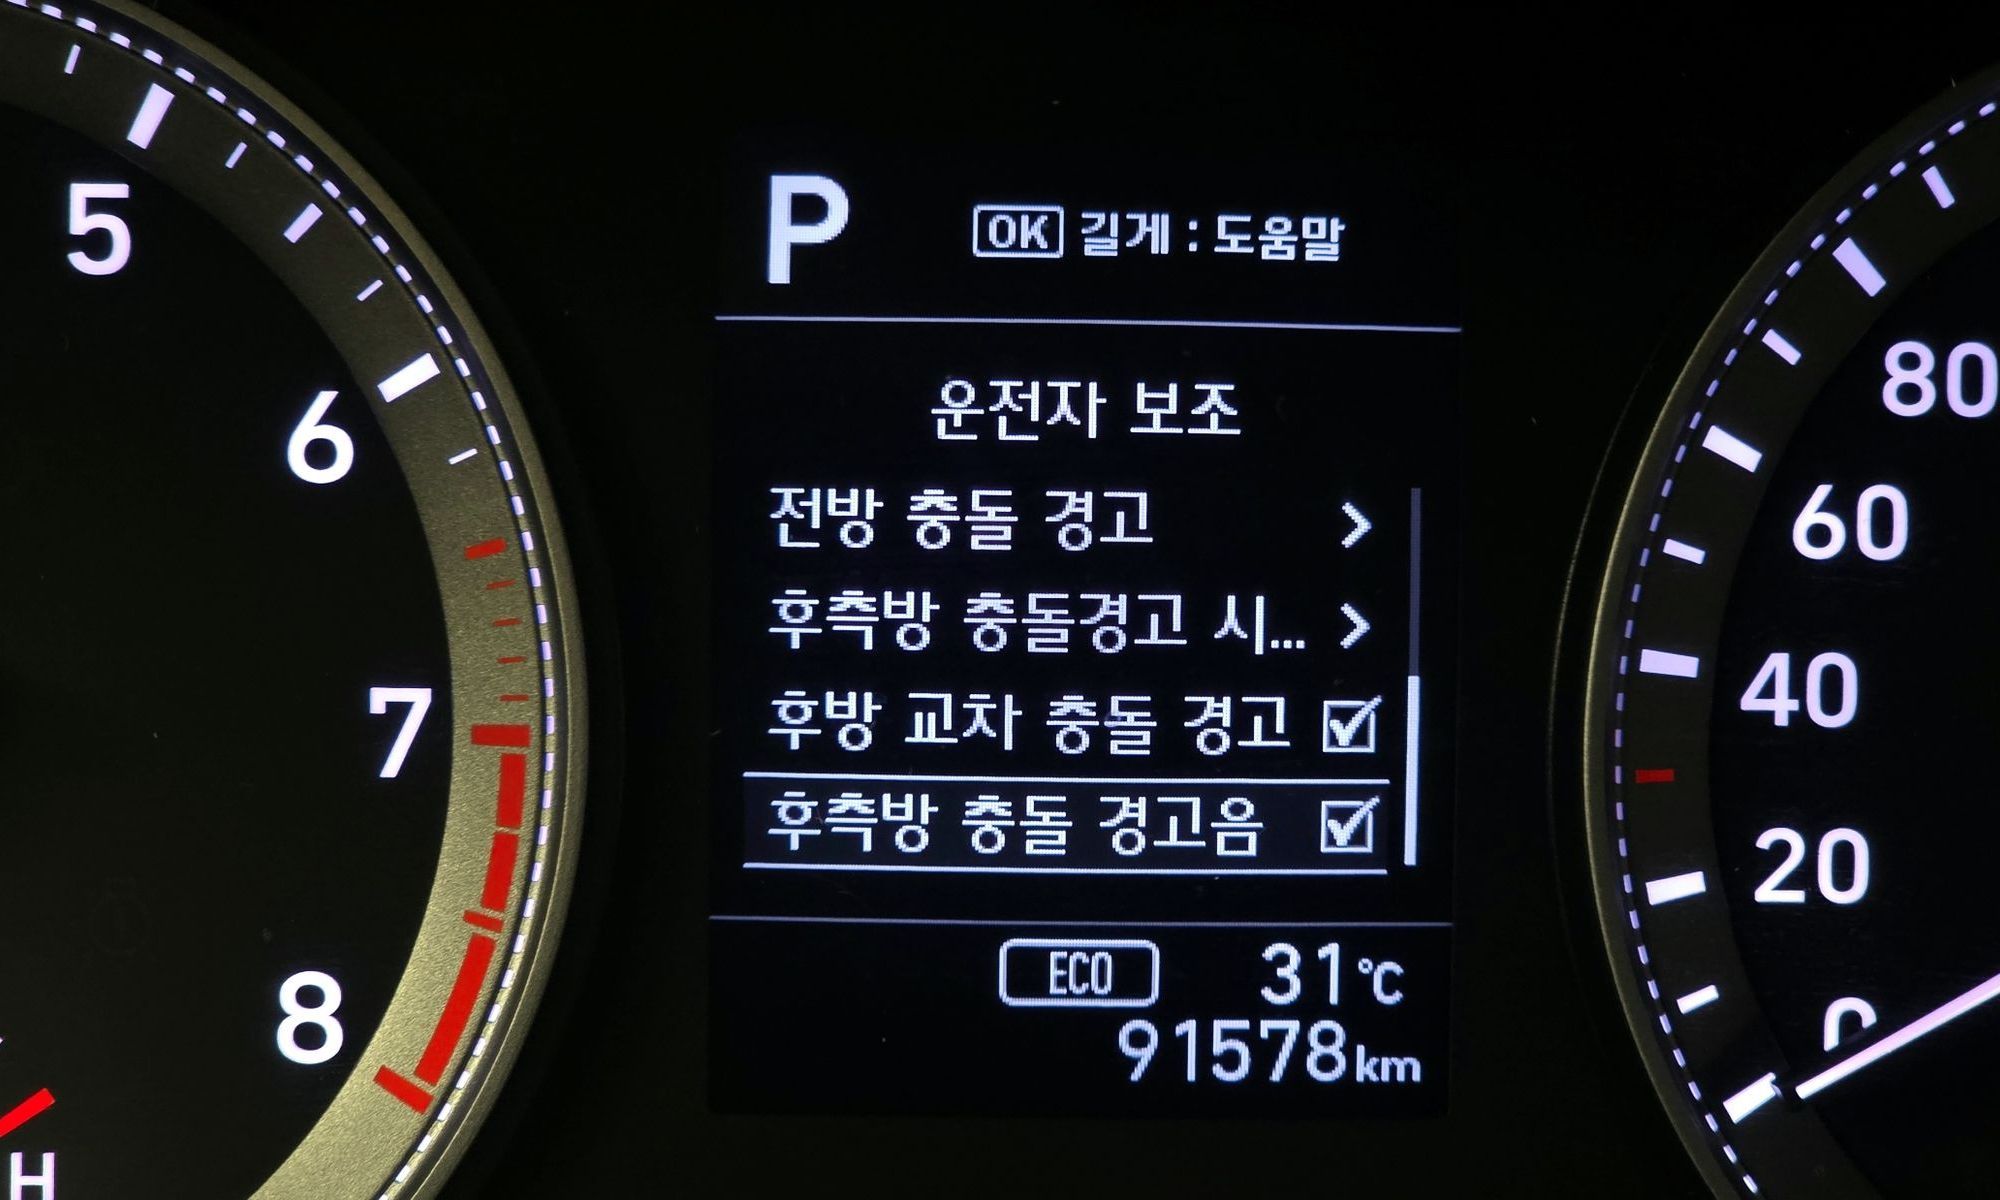 P
OK 길게 : 도움말
운전자 보조
전방 충돌 경고
후측방 충돌경고 시...
후방 교차 충돌 경고
후측방 충돌 경고음
ECO 31℃
91578km
5
6
7
8
H
80
60
40
20
0